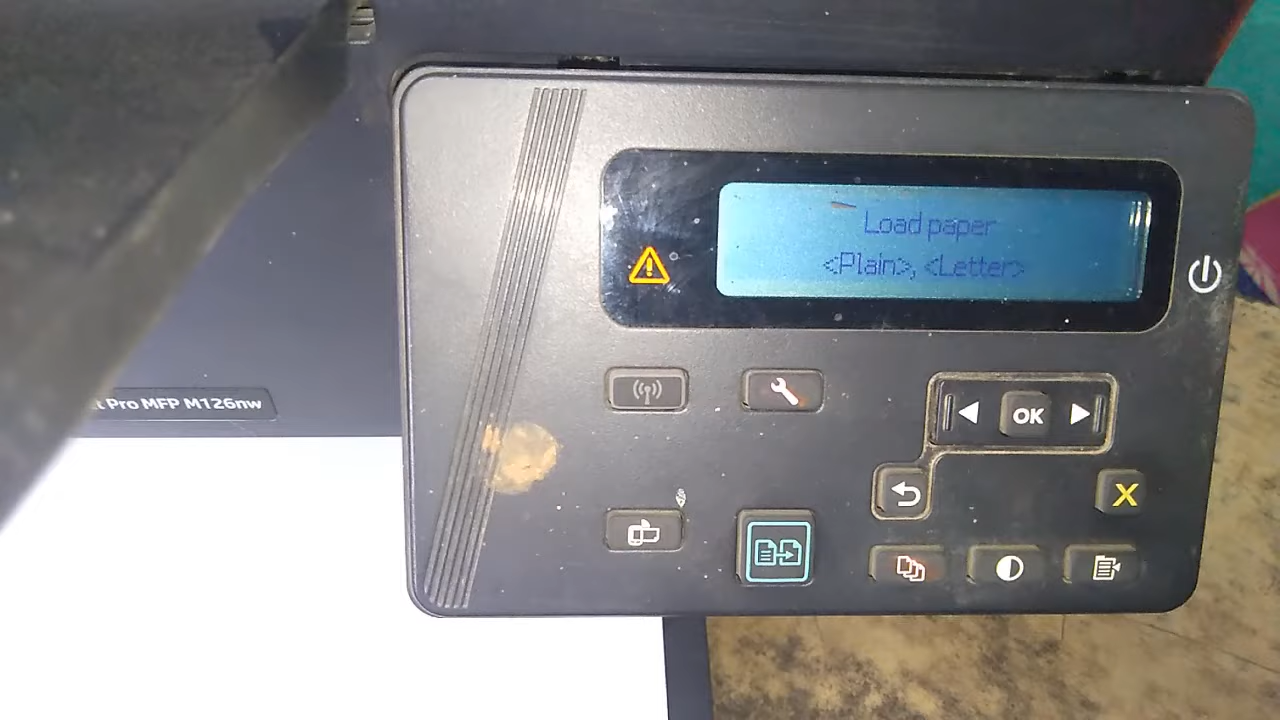 Load paper
<Plain>, <Letter>
t Pro MFP M126nw
OK
X